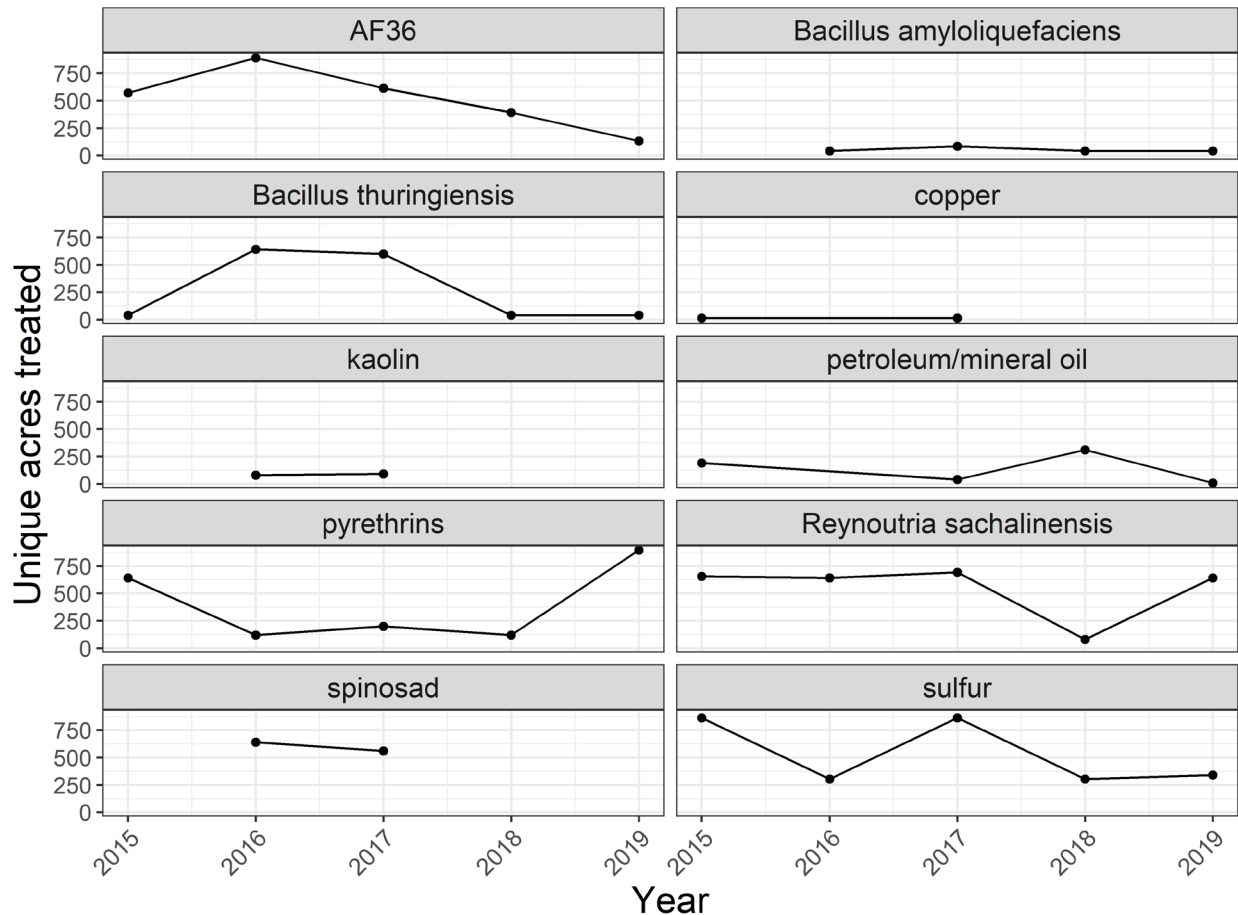 AF36
Bacillus amyloliquefaciens
750
500
250
0
Bacillus thuringiensis
copper
750
500
250
0
kaolin
petroleum/mineral oil
750
500
250
0
pyrethrins
Reynoutria sachalinensis
750
500
250
0
spinosad
sulfur
750
500
250
0
Unique acres treated
2015
2016
2017
2018
2019
2015
2016
2017
2018
2019
Year